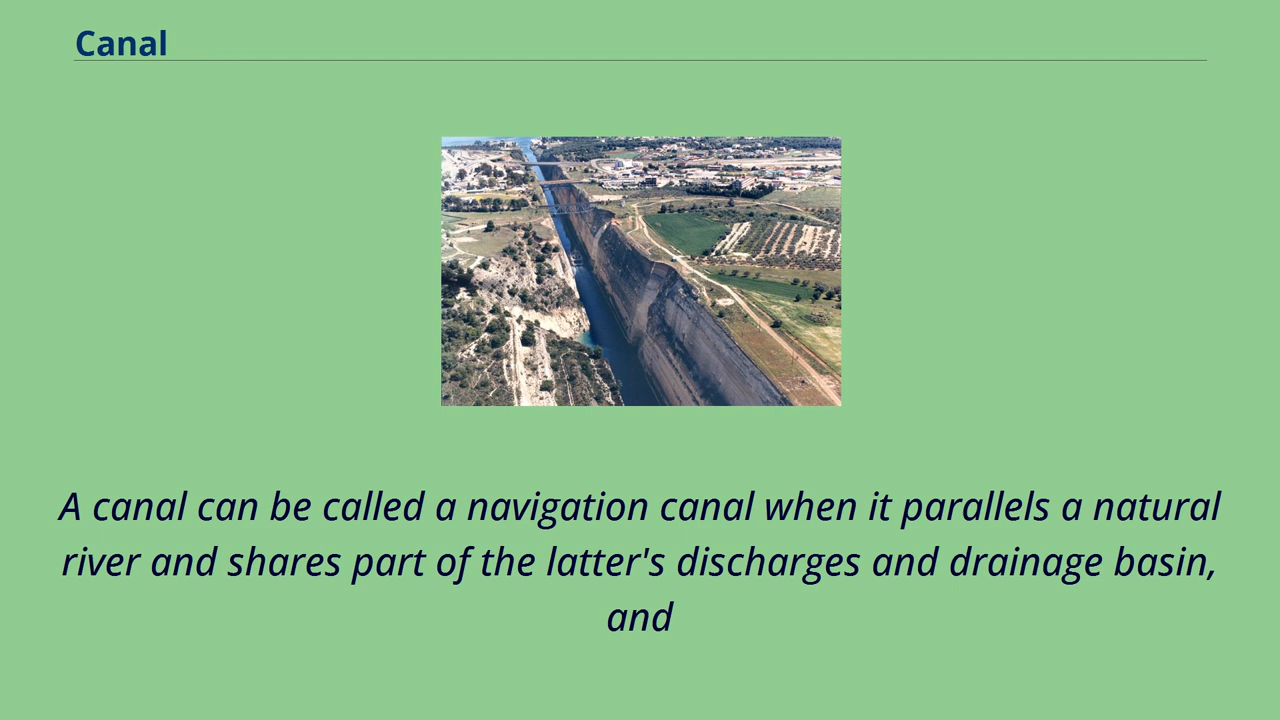 Canal
A canal can be called a navigation canal when it parallels a natural
river and shares part of the latter's discharges and drainage basin,
and